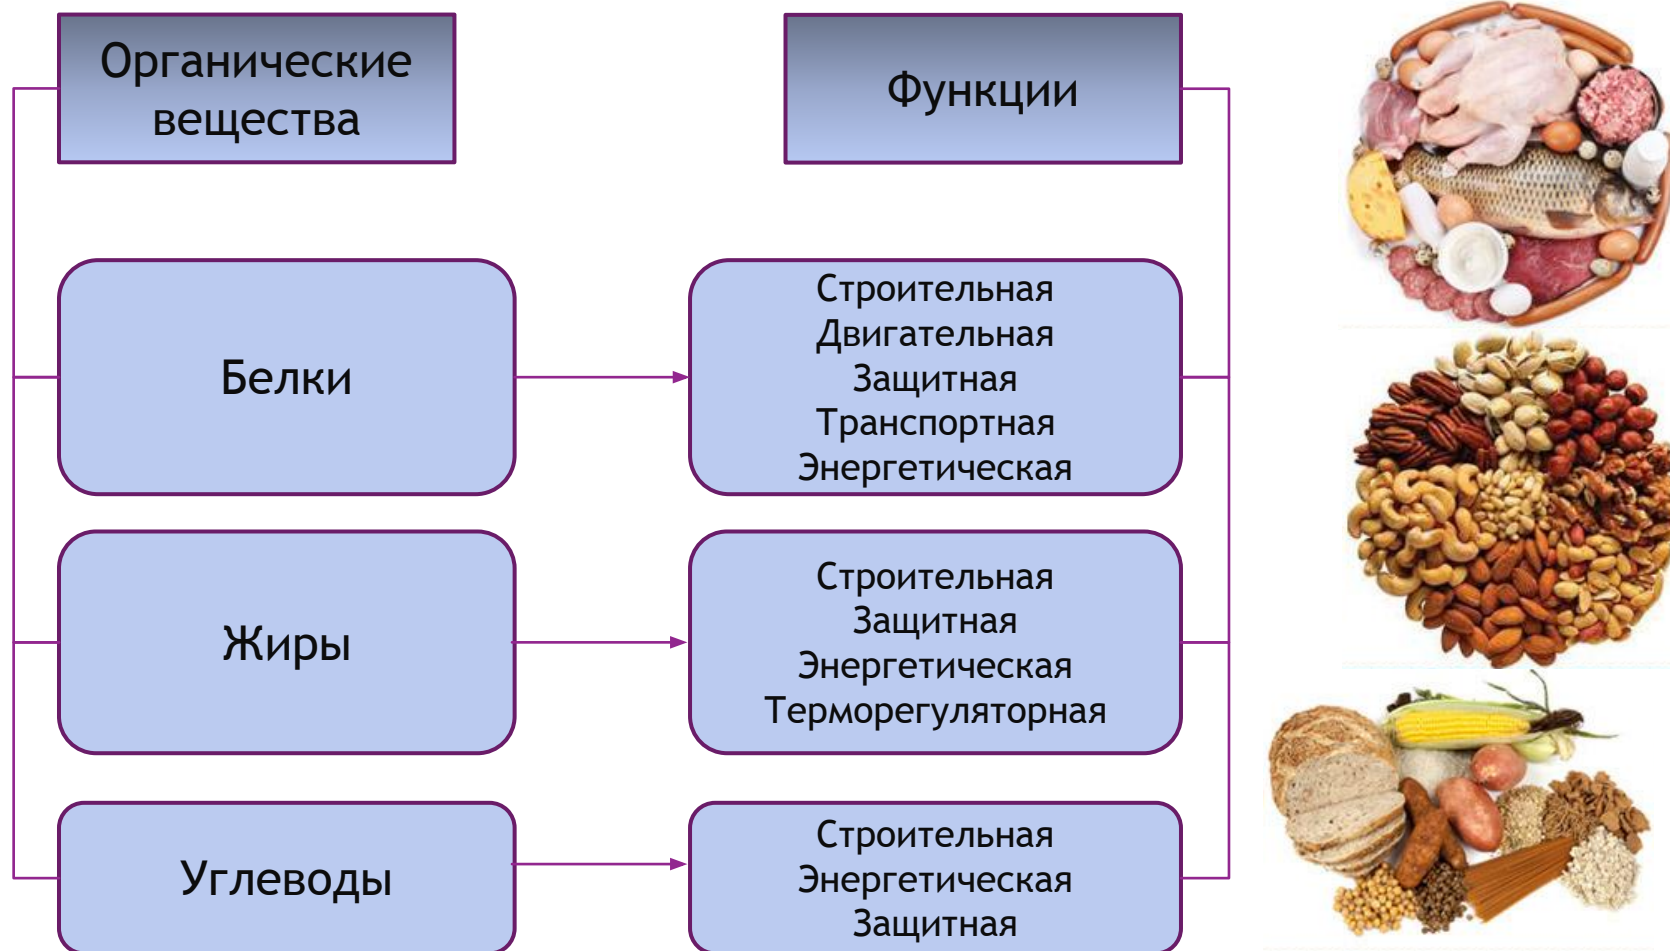 Органические
вещества
Функции
Белки
Строительная
Двигательная
Защитная
Транспортная
Энергетическая
Жиры
Строительная
Защитная
Энергетическая
Терморегуляторная
Углеводы
Строительная
Энергетическая
Защитная